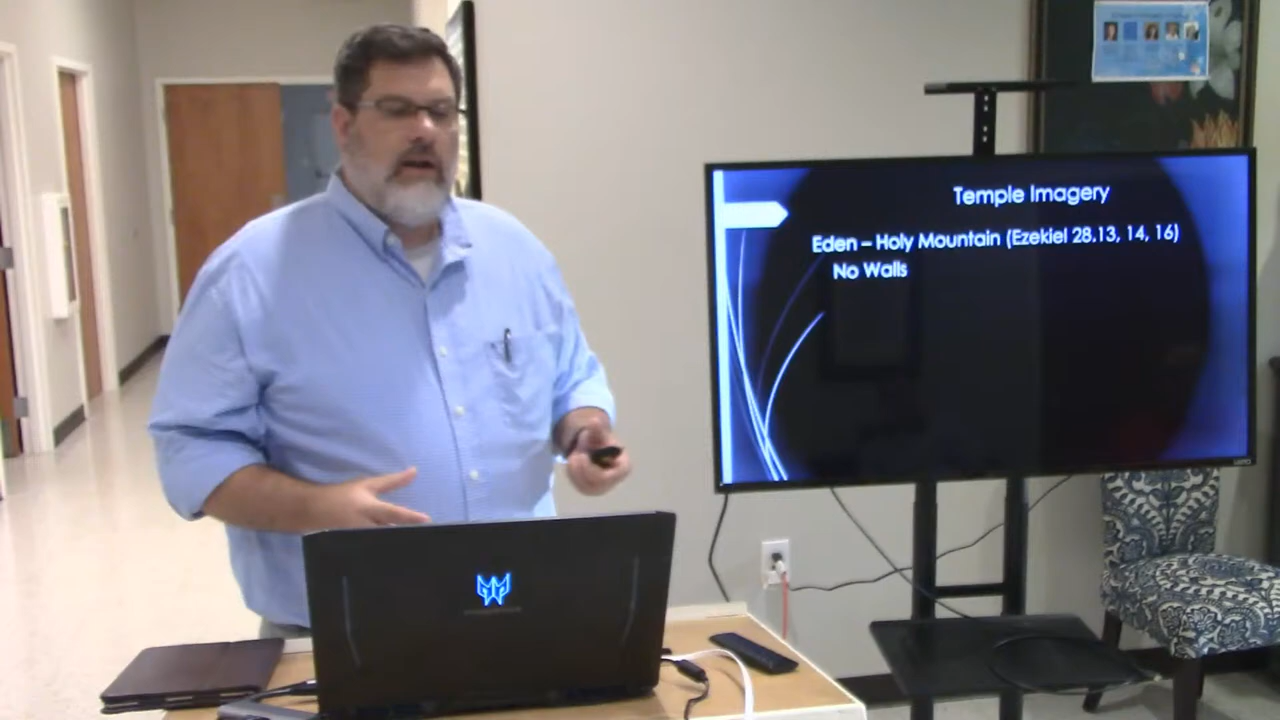 Temple Imagery
Eden – Holy Mountain (Ezekiel 28.13, 14, 16)
No Walls